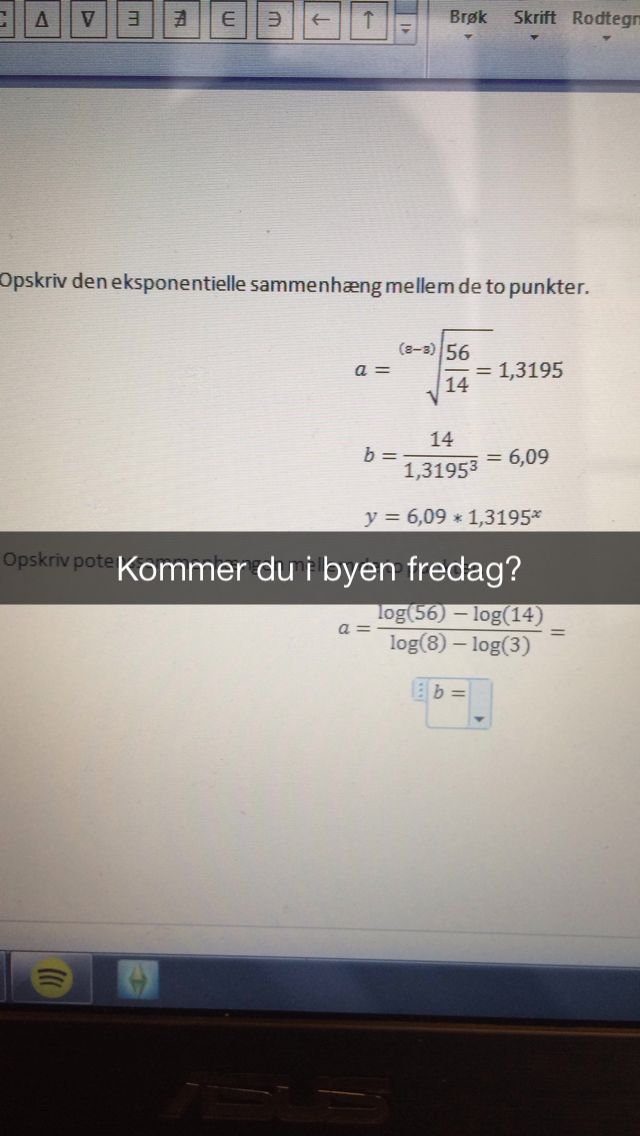 Δ ∇ ∃ ∄ ∈ ∋ ← ↑
Brøk Skrift Rodtegn
Opskriv den eksponentielle sammenhæng mellem de to punkter.
a = \sqrt[(8-3)]{\frac{56}{14}} = 1,3195
b = \frac{14}{1,3195^3} = 6,09
y = 6,09 * 1,3195^x
Opskriv
Kommer du i byen fredag?
a = \frac{log(56) − log(14)}{log(8) − log(3)} =
b =
ASUS